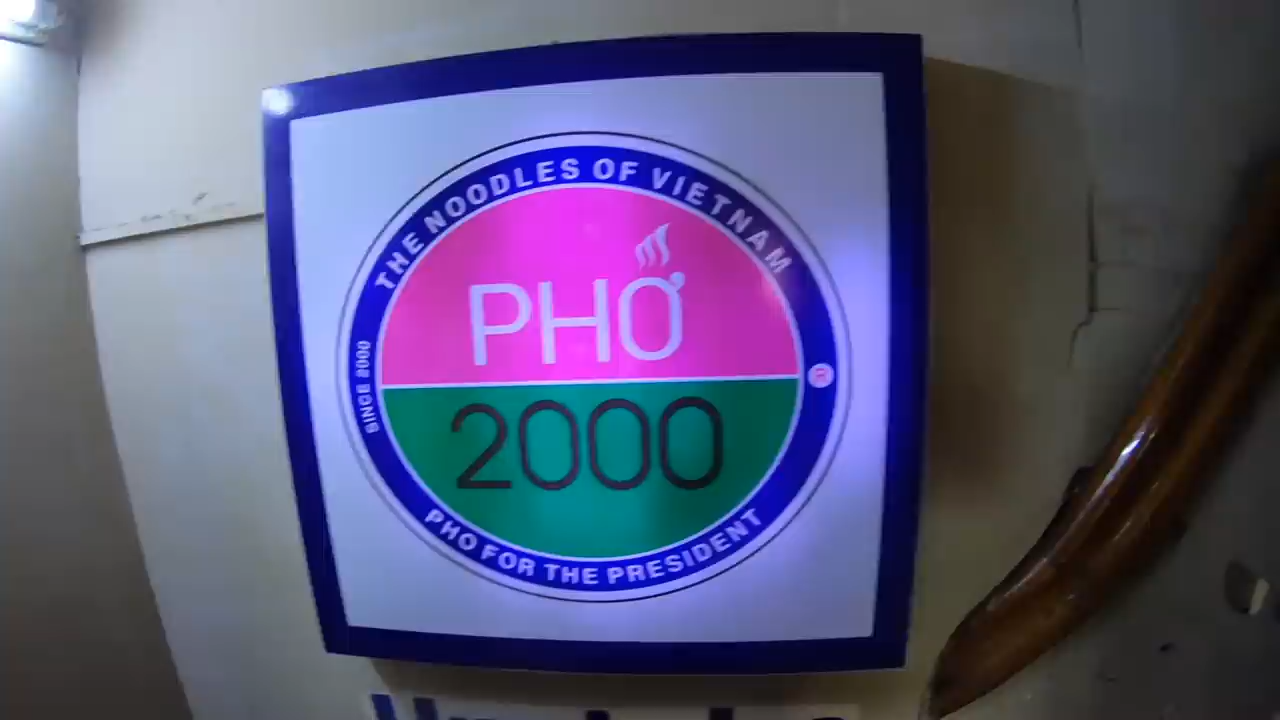 THE NOODLES OF VIETNAM
PHỞ
2000
SINCE 2000
®
PHO FOR THE PRESIDENT